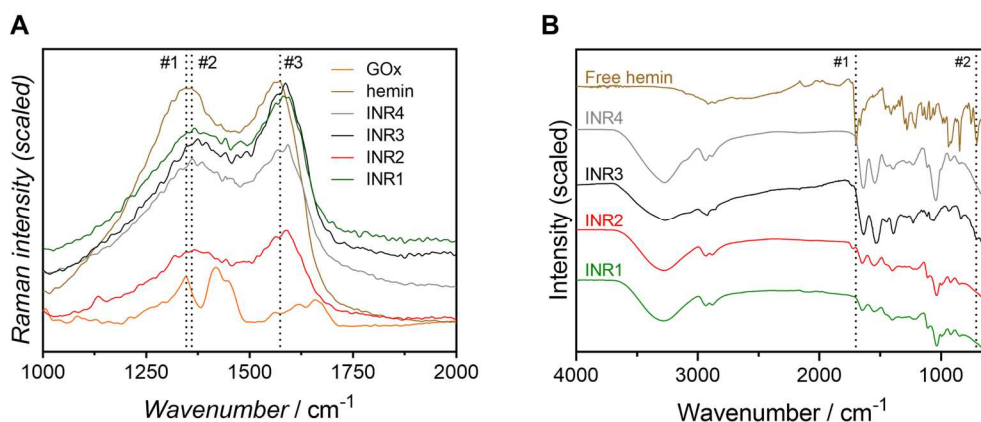 A
#1 #2 #3
GOx
hemin
INR4
INR3
INR2
INR1
Raman intensity (scaled)
1000 1250 1500 1750 2000
Wavenumber / cm-1
B
#1 #2
Free hemin
INR4
INR3
INR2
INR1
Intensity (scaled)
4000 3000 2000 1000
Wavenumber / cm-1